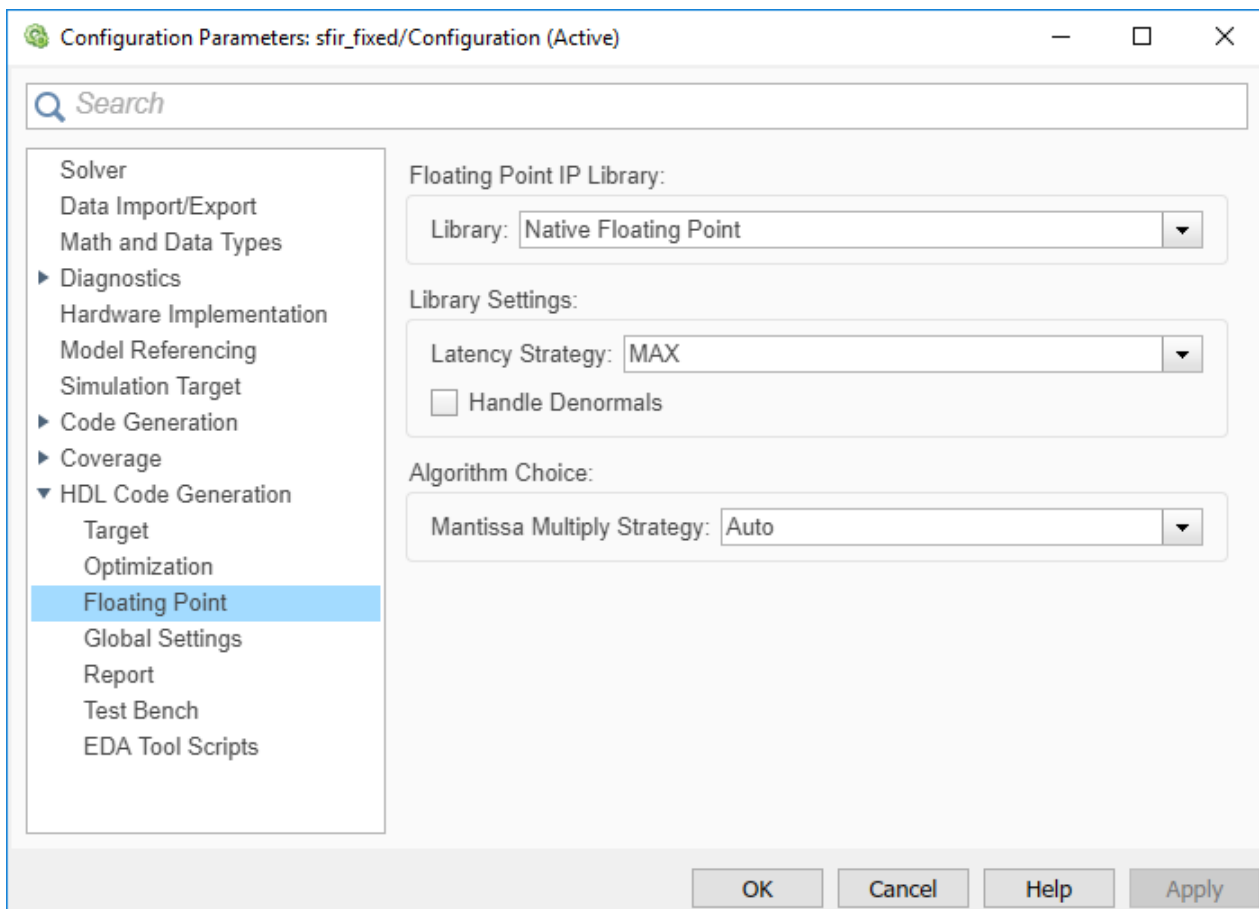 Configuration Parameters: sfir_fixed/Configuration (Active)
Search
Solver
Data Import/Export
Math and Data Types
Diagnostics
Hardware Implementation
Model Referencing
Simulation Target
Code Generation
Coverage
HDL Code Generation
Target
Optimization
Floating Point
Global Settings
Report
Test Bench
EDA Tool Scripts
Floating Point IP Library:
Library: Native Floating Point
Library Settings:
Latency Strategy: MAX
Handle Denormals
Algorithm Choice:
Mantissa Multiply Strategy: Auto
OK Cancel Help Apply